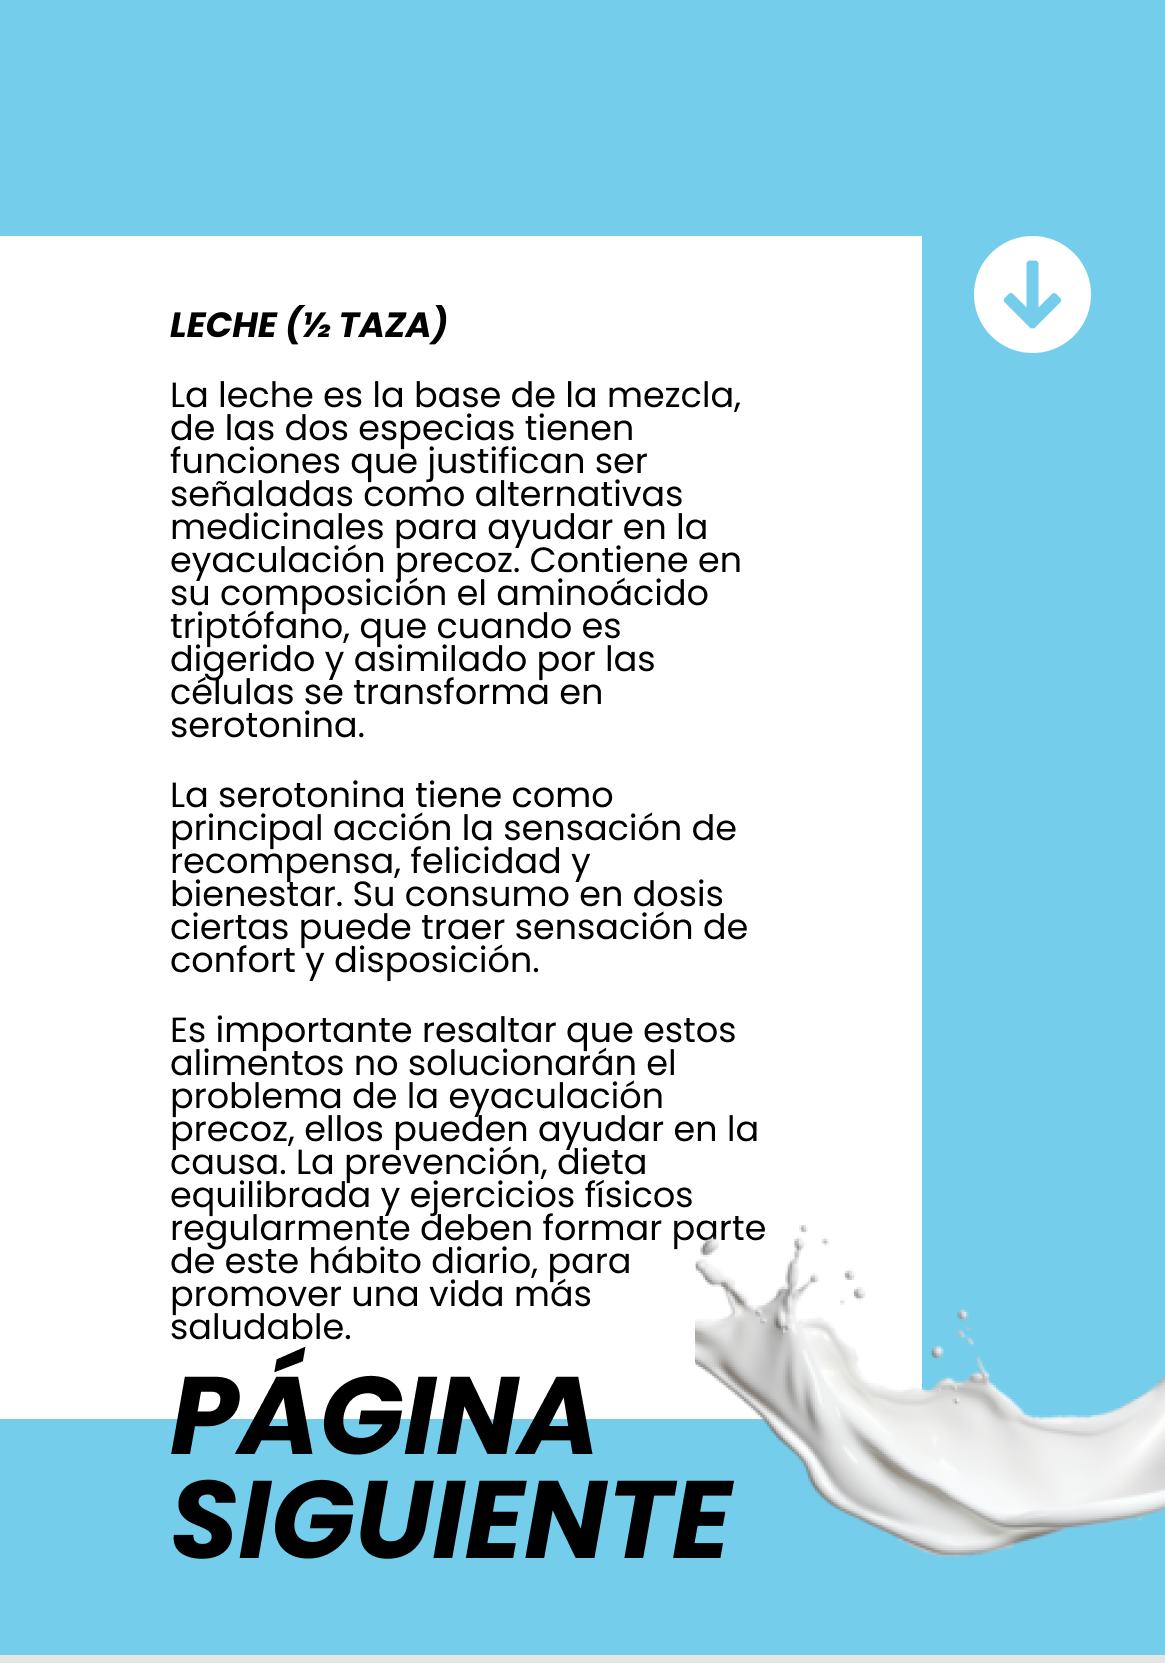 LECHE (½ TAZA)
La leche es la base de la mezcla,
de las dos especias tienen
funciones que justifican ser
señaladas como alternativas
medicinales para ayudar en la
eyaculación precoz. Contiene en
su composición el aminoácido
triptófano, que cuando es
digerido y asimilado por las
células se transforma en
serotonina.
La serotonina tiene como
principal acción la sensación de
recompensa, felicidad y
bienestar. Su consumo en dosis
ciertas puede traer sensación de
confort y disposición.
Es importante resaltar que estos
alimentos no solucionarán el
problema de la eyaculación
precoz, ellos pueden ayudar en la
causa. La prevención, dieta
equilibrada y ejercicios físicos
regularmente deben formar parte
de este hábito diario, para
promover una vida más
saludable.
PÁGINA
SIGUIENTE